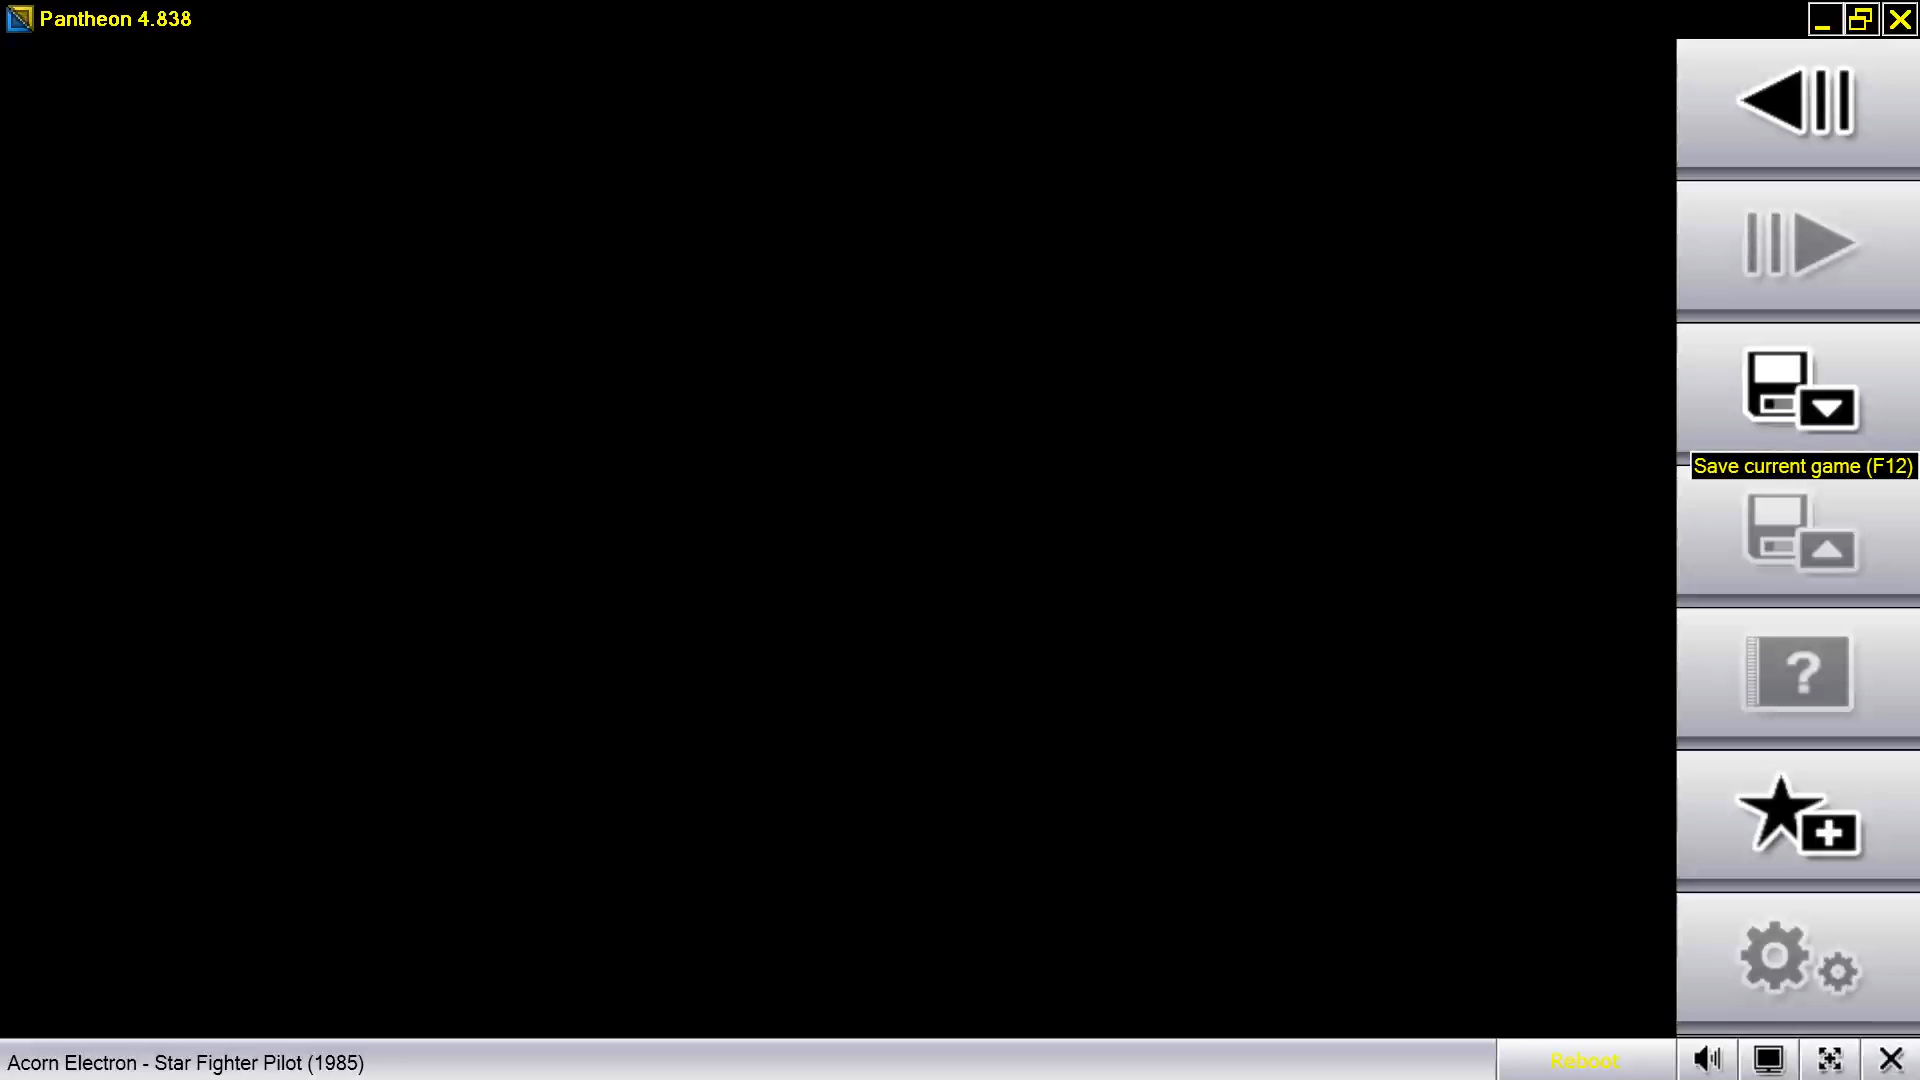 Pantheon 4.838
Save current game (F12)
Acorn Electron - Star Fighter Pilot (1985)
Reboot